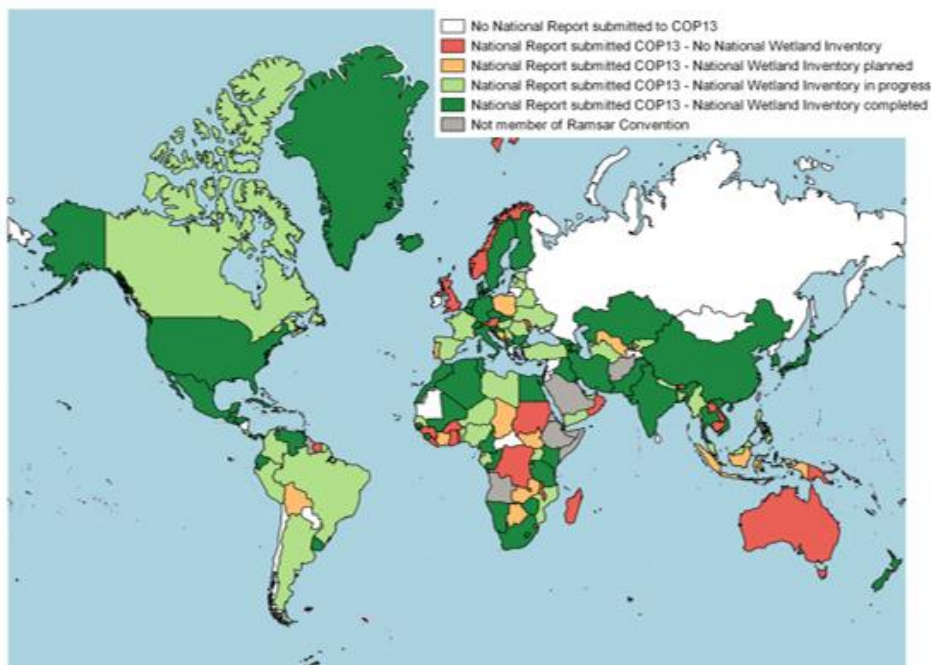 No National Report submitted to COP13
National Report submitted COP13 - No National Wetland Inventory
National Report submitted COP13 - National Wetland Inventory planned
National Report submitted COP13 - National Wetland Inventory in progress
National Report submitted COP13 - National Wetland Inventory completed
Not member of Ramsar Convention